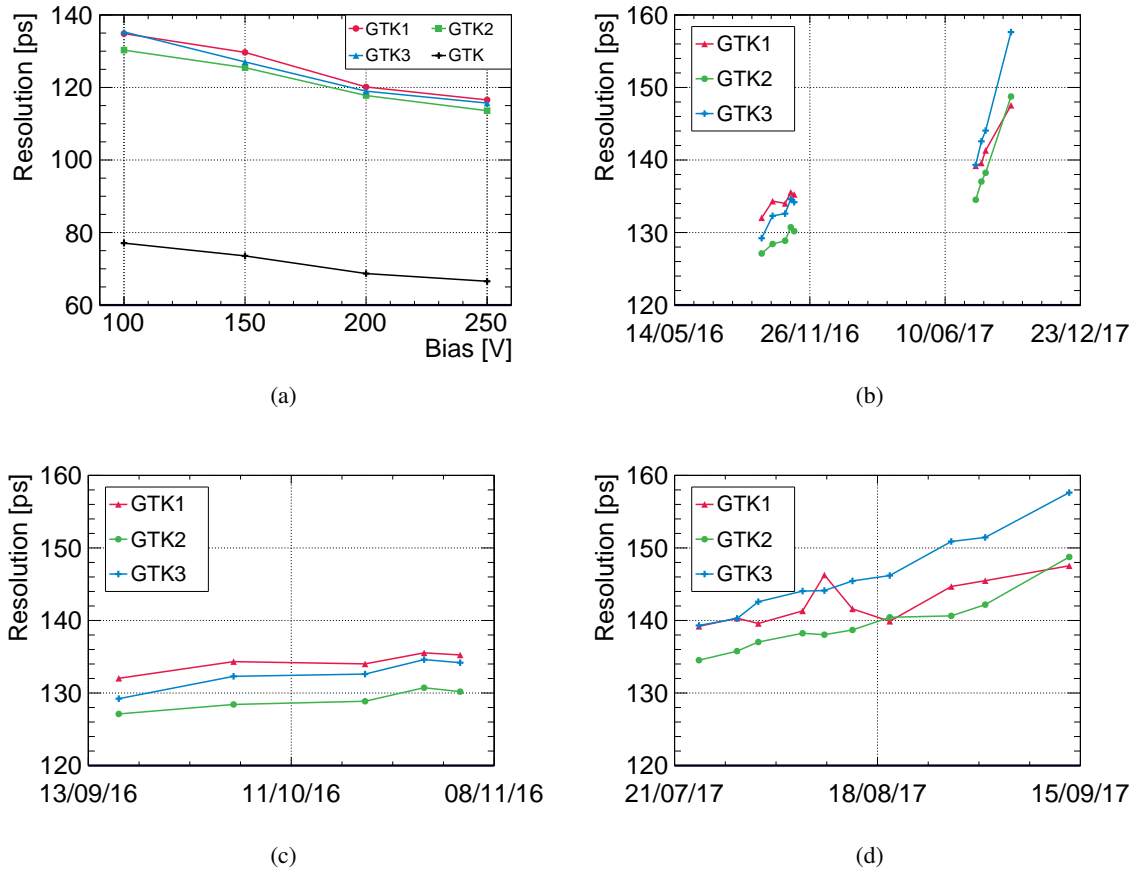 Resolution [ps]
140
120
100
80
60
GTK1 GTK2
GTK3 GTK
100 150 200 250
Bias [V]
(a)
Resolution [ps]
160
150
140
130
120
GTK1
GTK2
GTK3
14/05/16 26/11/16 10/06/17 23/12/17
(b)
Resolution [ps]
160
150
140
130
120
GTK1
GTK2
GTK3
13/09/16 11/10/16 08/11/16
(c)
Resolution [ps]
160
150
140
130
120
GTK1
GTK2
GTK3
21/07/17 18/08/17 15/09/17
(d)